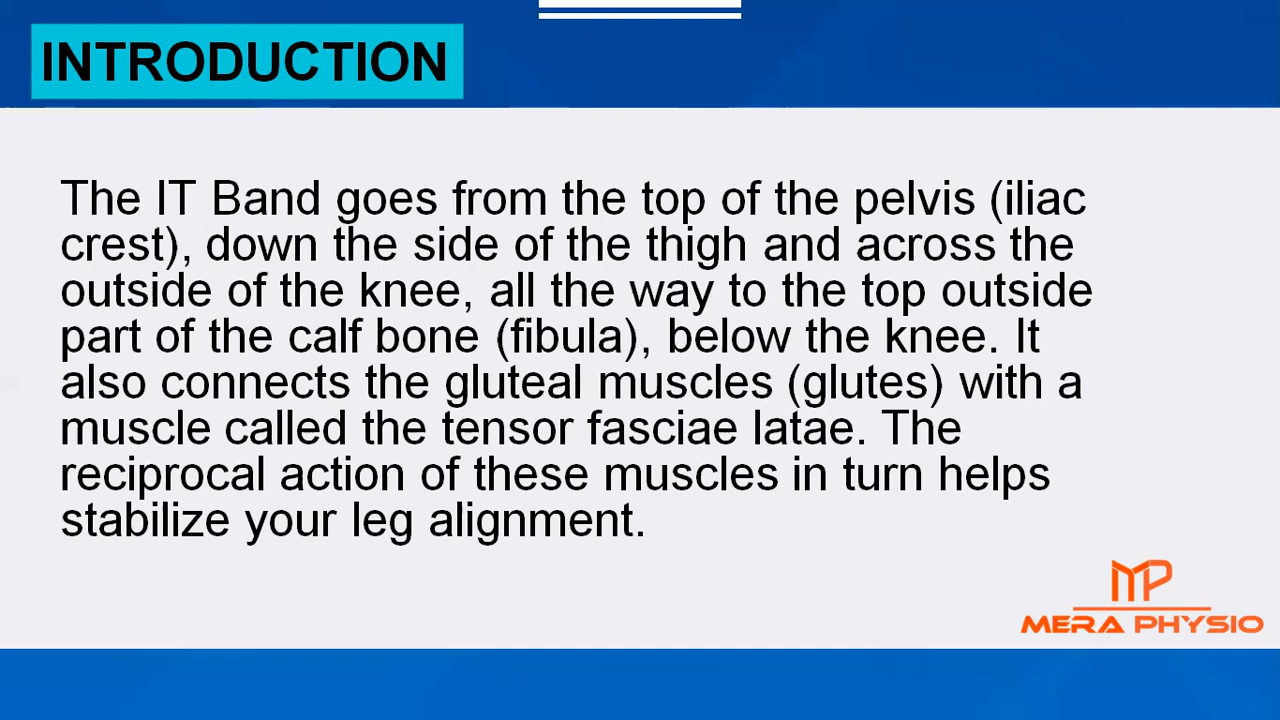 INTRODUCTION
The IT Band goes from the top of the pelvis (iliac
crest), down the side of the thigh and across the
outside of the knee, all the way to the top outside
part of the calf bone (fibula), below the knee. It
also connects the gluteal muscles (glutes) with a
muscle called the tensor fasciae latae. The
reciprocal action of these muscles in turn helps
stabilize your leg alignment.
MP
MERA PHYSIO